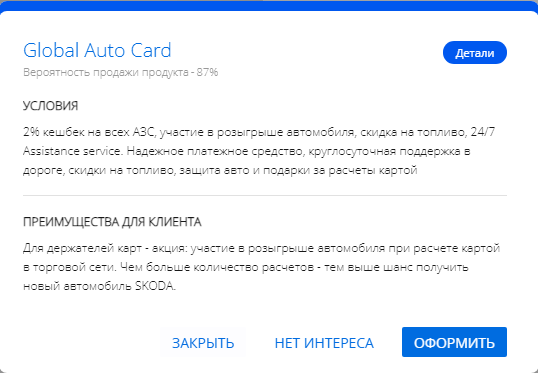 Global Auto Card
Детали
Вероятность продажи продукта - 87%
УСЛОВИЯ
2% кешбек на всех АЗС, участие в розыгрыше автомобиля, скидка на топливо, 24/7
Assistance service. Надежное платежное средство, круглосуточная поддержка в
дороге, скидки на топливо, защита авто и подарки за расчеты картой
ПРЕИМУЩЕСТВА ДЛЯ КЛИЕНТА
Для держателей карт - акция: участие в розыгрыше автомобиля при расчете картой
в торговой сети. Чем больше количество расчетов - тем выше шанс получить
новый автомобиль SKODA.
ЗАКРЫТЬ
НЕТ ИНТЕРЕСА
ОФОРМИТЬ